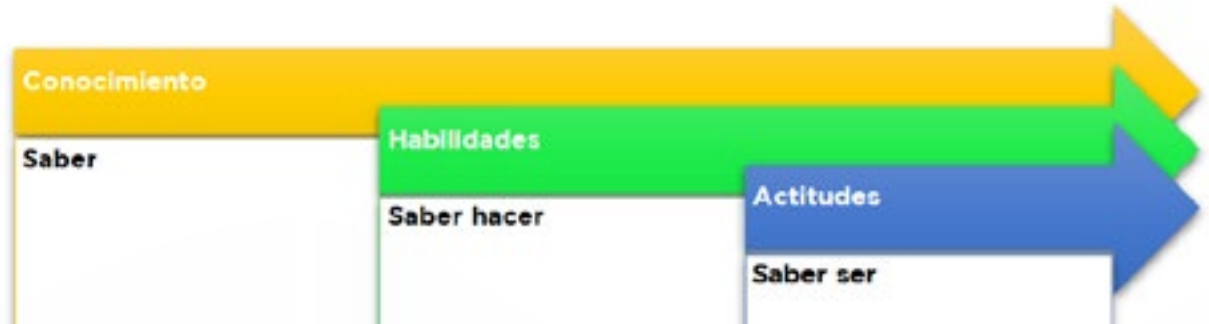 Conocimiento
Saber
Habilidades
Saber hacer
Actitudes
Saber ser